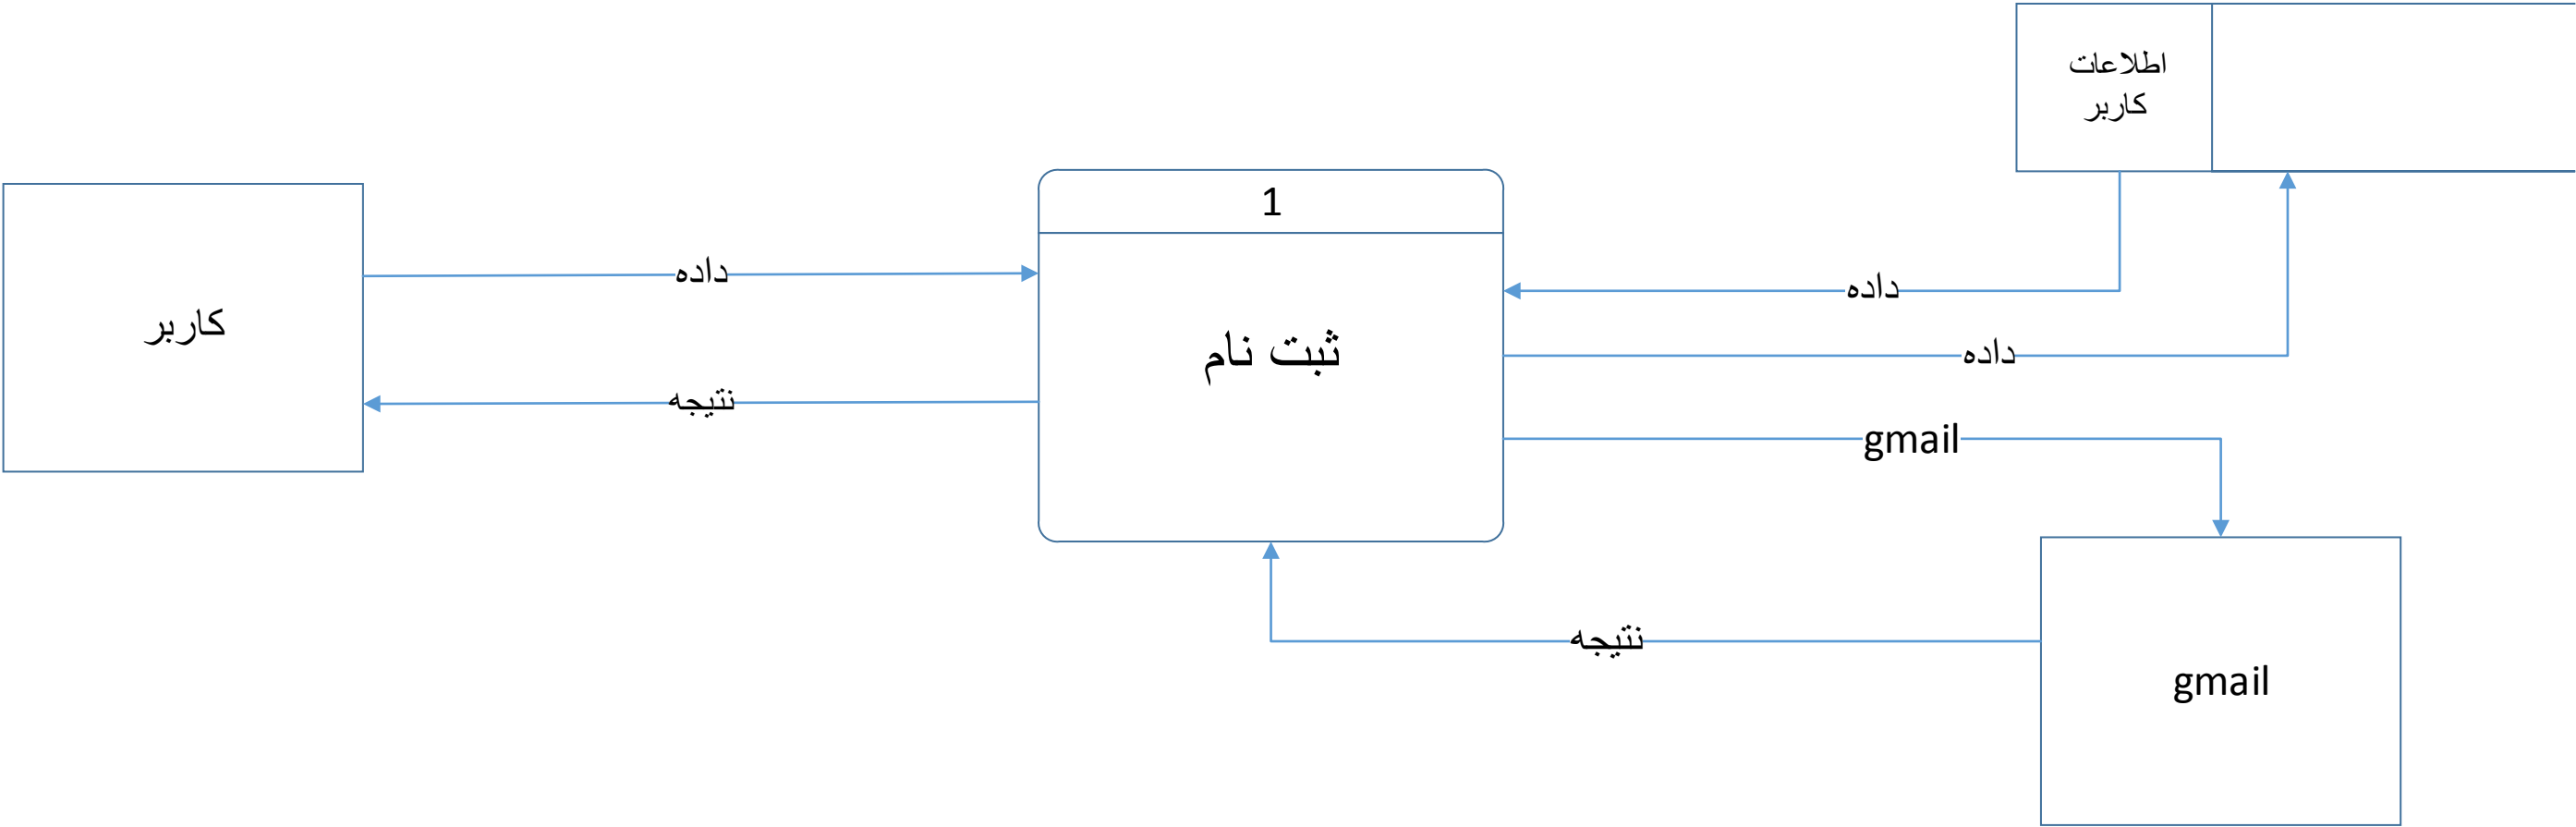 اطلاعات
کاربر
1
داده
داده
کاربر
ثبت نام
داده
نتیجه
gmail
نتیجه
gmail